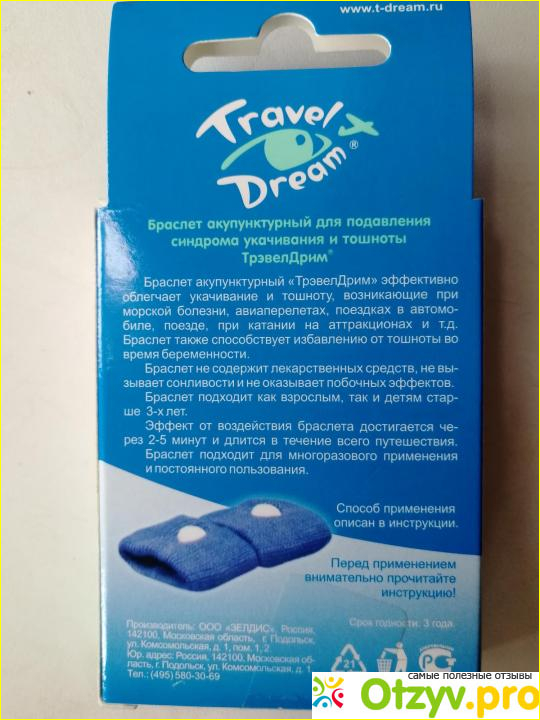 www.t-dream.ru
Travel
Dream®
Браслет акупунктурный для подавления
синдрома укачивания и тошноты
ТрэвелДрим®
Браслет акупунктурный «ТрэвелДрим» эффективно
облегчает укачивание и тошноту, возникающие при
морской болезни, авиаперелетах, поездках в автомо-
биле, поезде, при катании на аттракционах и т.д.
Браслет также способствует избавлению от тошноты во
время беременности.
Браслет не содержит лекарственных средств, не вы-
зывает сонливости и не оказывает побочных эффектов.
Браслет подходит как взрослым, так и детям стар-
ше 3-х лет.
Эффект от воздействия браслета достигается че-
рез 2-5 минут и длится в течение всего путешествия.
Браслет подходит для многоразового применения
и постоянного пользования.
Способ применения
описан в инструкции.
Перед применением
внимательно прочитайте
инструкцию!
Производитель: ООО «ЗЕЛДИС», Россия,
142100, Московская область, г. Подольск,
ул. Комсомольская, д. 1, пом. 1, 2.
Юр. адрес: Россия, 142100, Московская об-
ласть, г. Подольск, ул. Комсомольская, д. 1
Тел.: (495) 580-30-69
Срок годности: 3 года.
21
РСТ
самые полезные отзывы
Otzyv.pro